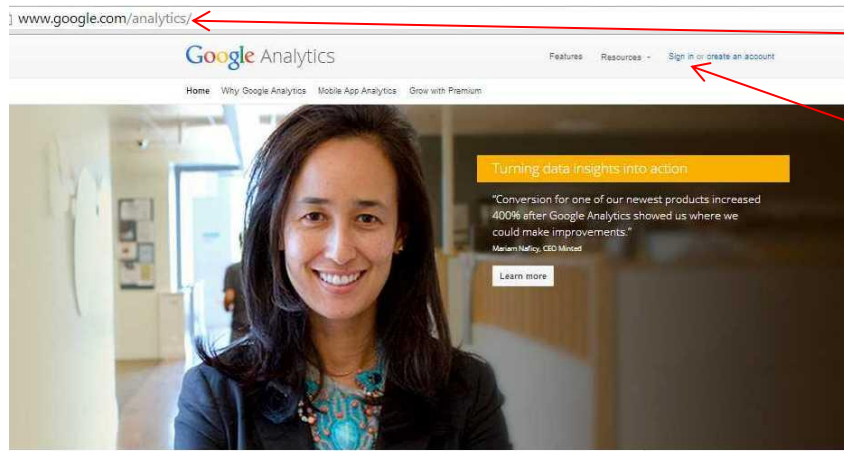 www.google.com/analytics/
Google Analytics
Features Resources Sign in or create an account
Home Why Google Analytics Mobile App Analytics Grow with Premium
Turning data insights into action
"Conversion for one of our newest products increased
400% after Google Analytics showed us where we
could make improvements."
Mariam Naficy, CEO Minted
Learn more